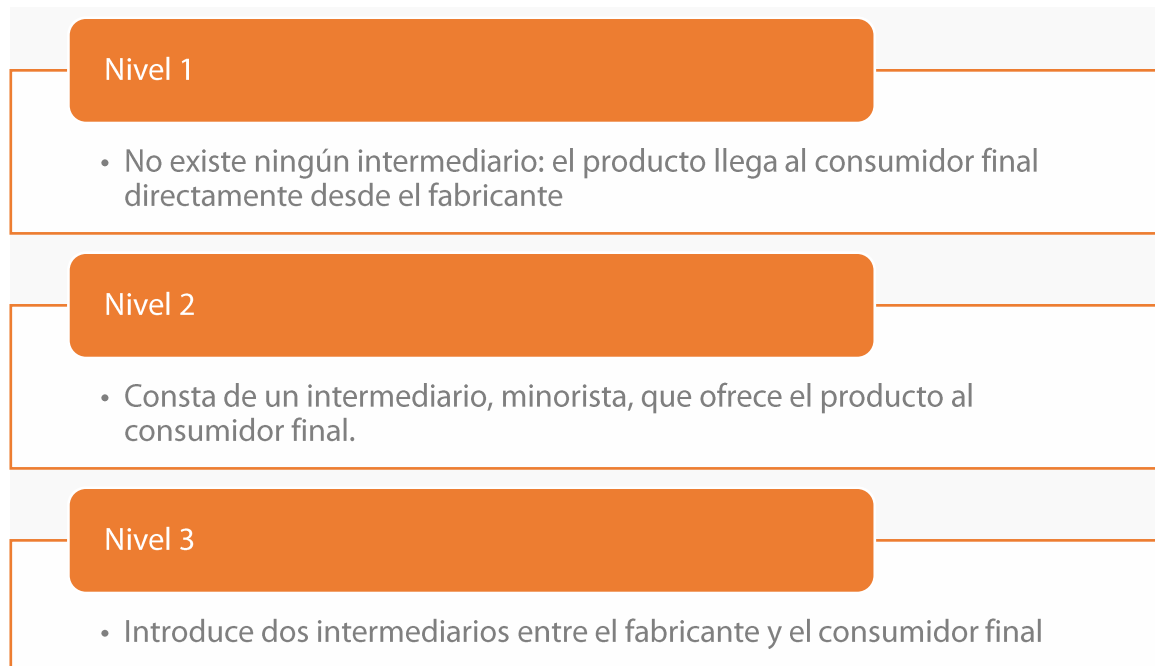 Nivel 1
• No existe ningún intermediario: el producto llega al consumidor final
directamente desde el fabricante
Nivel 2
• Consta de un intermediario, minorista, que ofrece el producto al
consumidor final.
Nivel 3
• Introduce dos intermediarios entre el fabricante y el consumidor final